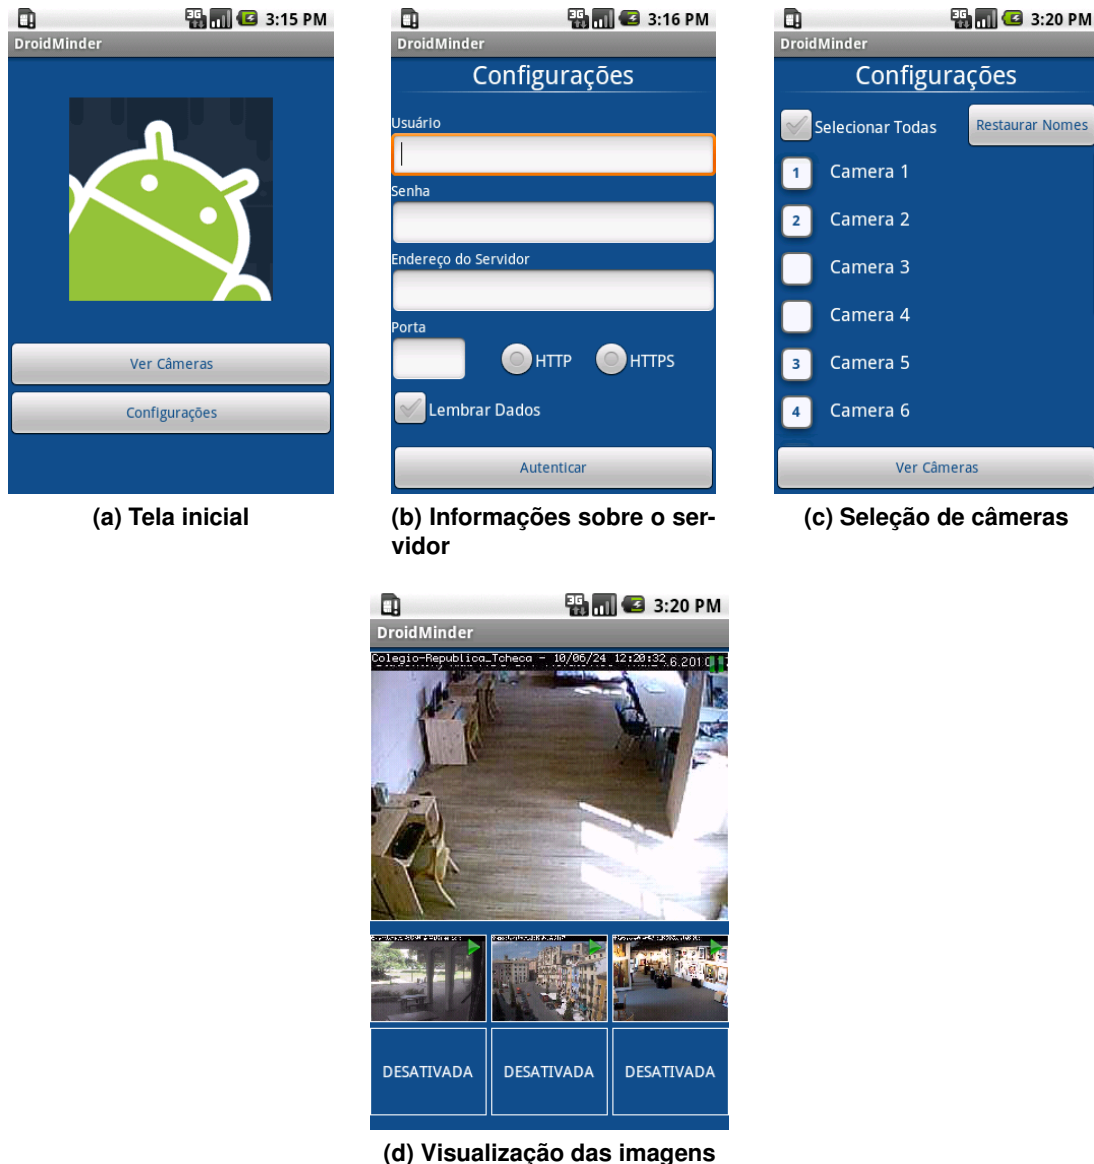 3G 3:15 PM
DroidMinder
Ver Câmeras
Configurações
(a) Tela inicial
3G 3:16 PM
DroidMinder
Configurações
Usuário
Senha
Endereço do Servidor
Porta
HTTP HTTPS
Lembrar Dados
Autenticar
(b) Informações sobre o ser-
vidor
3G 3:20 PM
DroidMinder
Configurações
Selecionar Todas Restaurar Nomes
1 Camera 1
2 Camera 2
Camera 3
Camera 4
3 Camera 5
4 Camera 6
Ver Câmeras
(c) Seleção de câmeras
3G 3:20 PM
DroidMinder
Colegio-Republica_Tcheca - 10/06/24 12:20:32
DESATIVADA DESATIVADA DESATIVADA
(d) Visualização das imagens